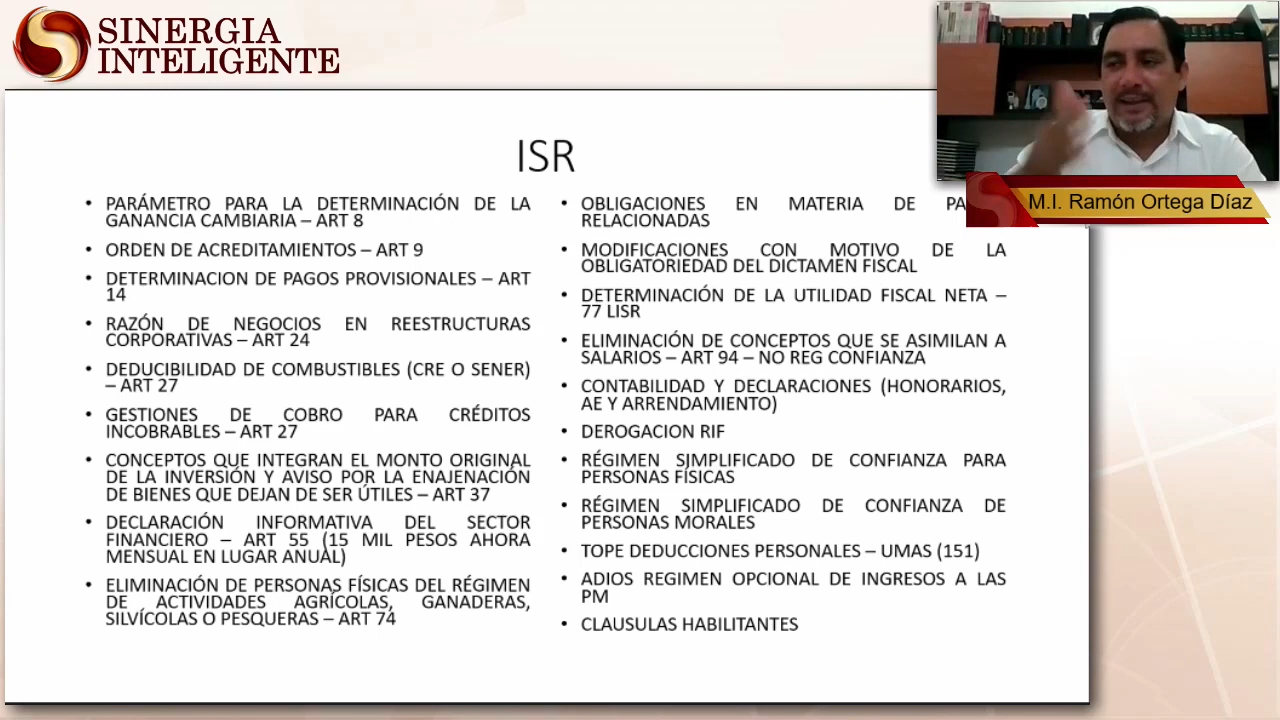 SINERGIA
INTELIGENTE
M.I. Ramón Ortega Díaz
ISR
• PARÁMETRO PARA LA DETERMINACIÓN DE LA
GANANCIA CAMBIARIA – ART 8
• ORDEN DE ACREDITAMIENTOS – ART 9
• DETERMINACION DE PAGOS PROVISIONALES – ART
14
• RAZÓN DE NEGOCIOS EN REESTRUCTURAS
CORPORATIVAS – ART 24
• DEDUCIBILIDAD DE COMBUSTIBLES (CRE O SENER)
– ART 27
• GESTIONES DE COBRO PARA CRÉDITOS
INCOBRABLES – ART 27
• CONCEPTOS QUE INTEGRAN EL MONTO ORIGINAL
DE LA INVERSIÓN Y AVISO POR LA ENAJENACIÓN
DE BIENES QUE DEJAN DE SER ÚTILES – ART 37
• DECLARACIÓN INFORMATIVA DEL SECTOR
FINANCIERO – ART 55 (15 MIL PESOS AHORA
MENSUAL EN LUGAR ANUAL)
• ELIMINACIÓN DE PERSONAS FÍSICAS DEL RÉGIMEN
DE ACTIVIDADES AGRÍCOLAS, GANADERAS,
SILVÍCOLAS O PESQUERAS – ART 74
• OBLIGACIONES EN MATERIA DE
RELACIONADAS
• MODIFICACIONES CON MOTIVO DE LA
OBLIGATORIEDAD DEL DICTAMEN FISCAL
• DETERMINACIÓN DE LA UTILIDAD FISCAL NETA –
77 LISR
• ELIMINACIÓN DE CONCEPTOS QUE SE ASIMILAN A
SALARIOS – ART 94 – NO REG CONFIANZA
• CONTABILIDAD Y DECLARACIONES (HONORARIOS,
AE Y ARRENDAMIENTO)
• DEROGACION RIF
• RÉGIMEN SIMPLIFICADO DE CONFIANZA PARA
PERSONAS FÍSICAS
• RÉGIMEN SIMPLIFICADO DE CONFIANZA DE
PERSONAS MORALES
• TOPE DEDUCCIONES PERSONALES – UMAS (151)
• ADIOS REGIMEN OPCIONAL DE INGRESOS A LAS
PM
• CLAUSULAS HABILITANTES